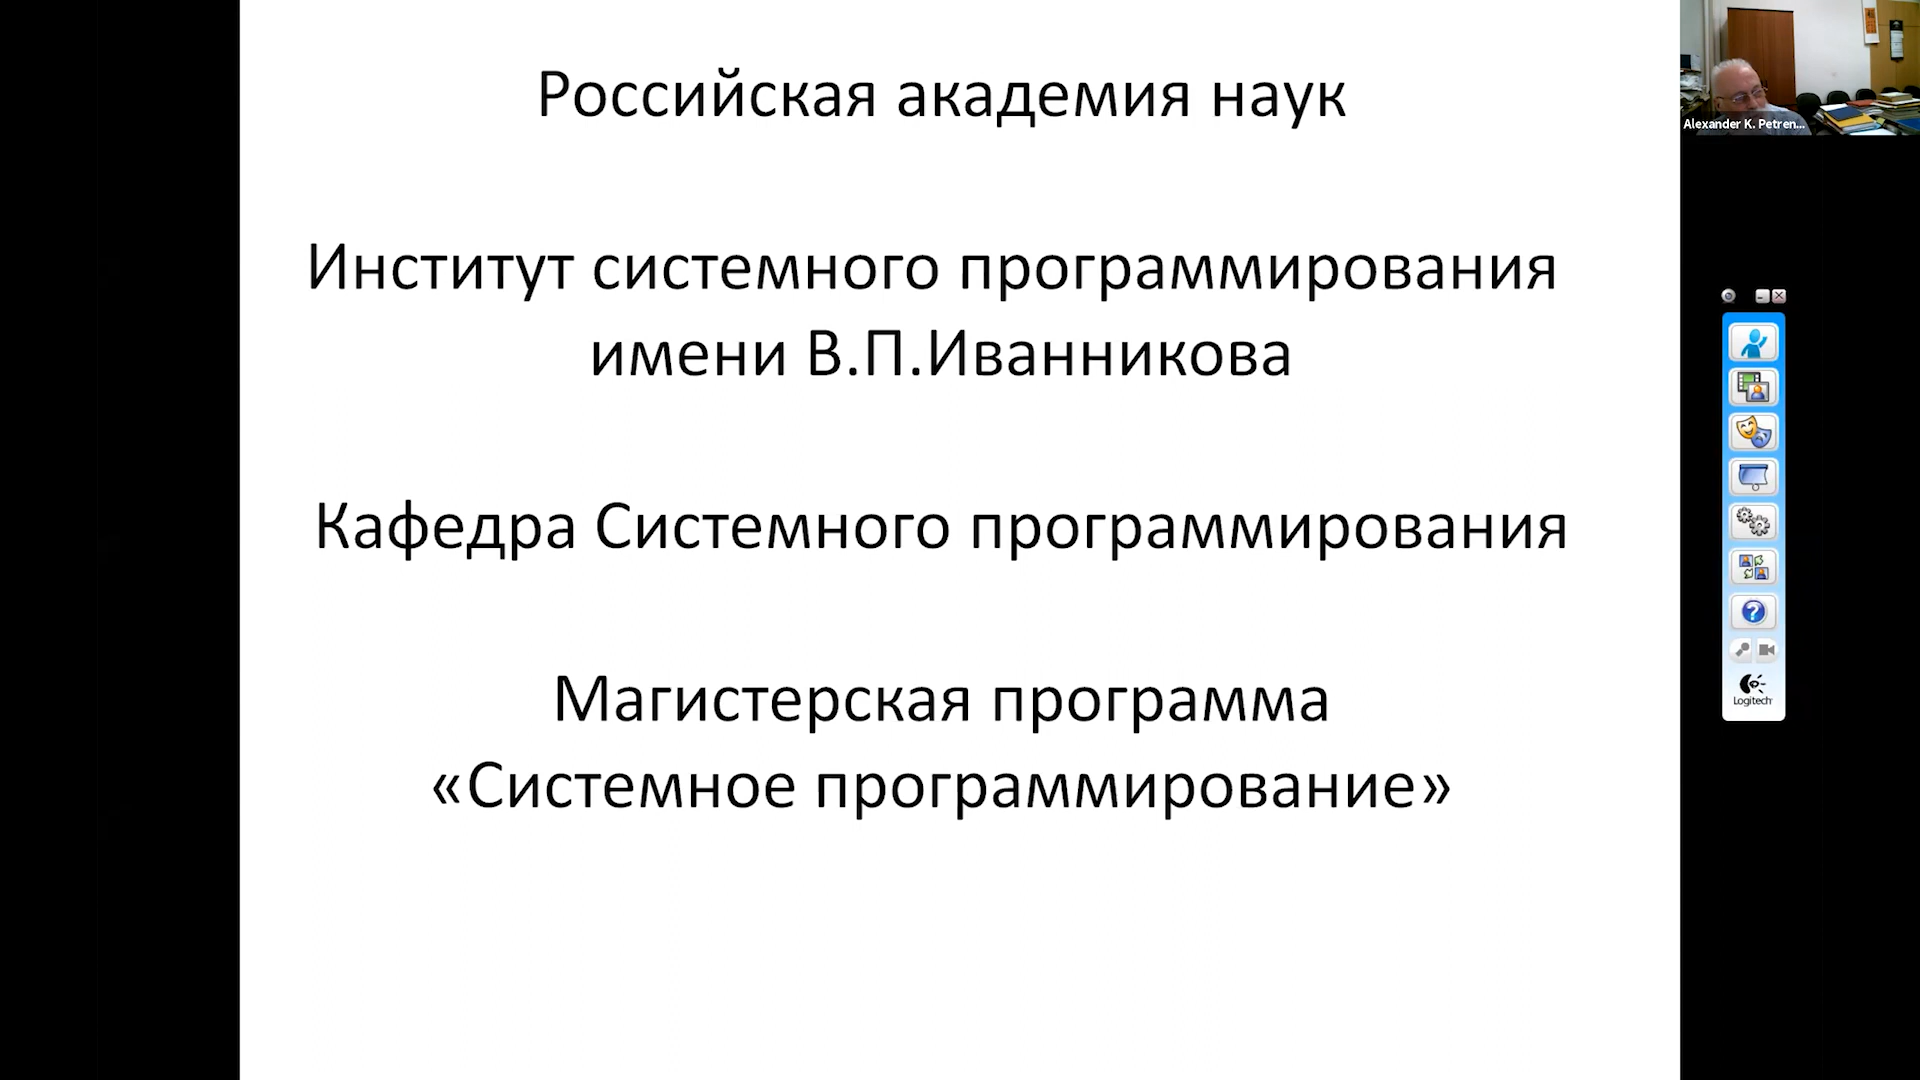 Российская академия наук
Институт системного программирования
имени В.П.Иванникова
Кафедра Системного программирования
Магистерская программа
«Системное программирование»
Alexander K. Petren...
Logitech